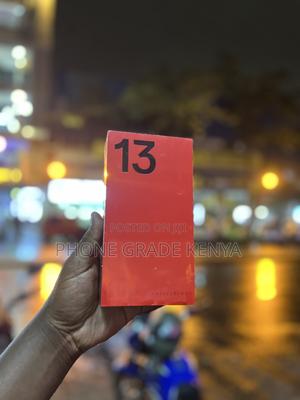 13
POSTED ON JIJI
PHONE GRADE KENYA